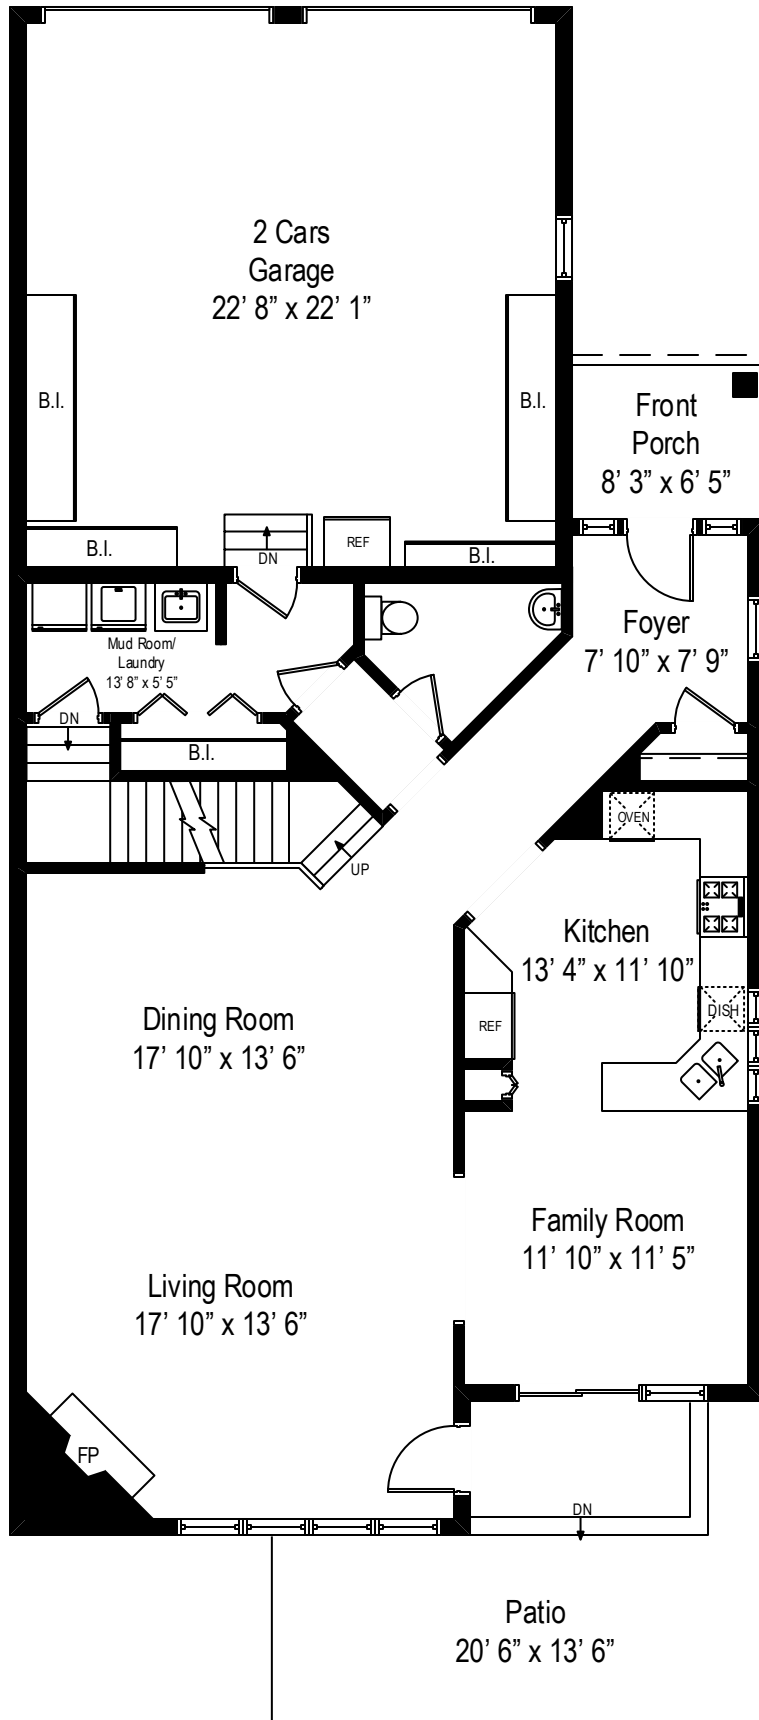 2 Cars
Garage
22’ 8” x 22’ 1”
B.I.
B.I.
Front
Porch
8’ 3” x 6’ 5”
B.I.
DN
REF
B.I.
Mud Room/
Laundry
13’ 8” x 5’ 5”
Foyer
7’ 10” x 7’ 9”
DN
B.I.
OVEN
UP
Kitchen
13’ 4” x 11’ 10”
Dining Room
17’ 10” x 13’ 6”
REF
DISH
Family Room
11’ 10” x 11’ 5”
Living Room
17’ 10” x 13’ 6”
FP
DN
Patio
20’ 6” x 13’ 6”